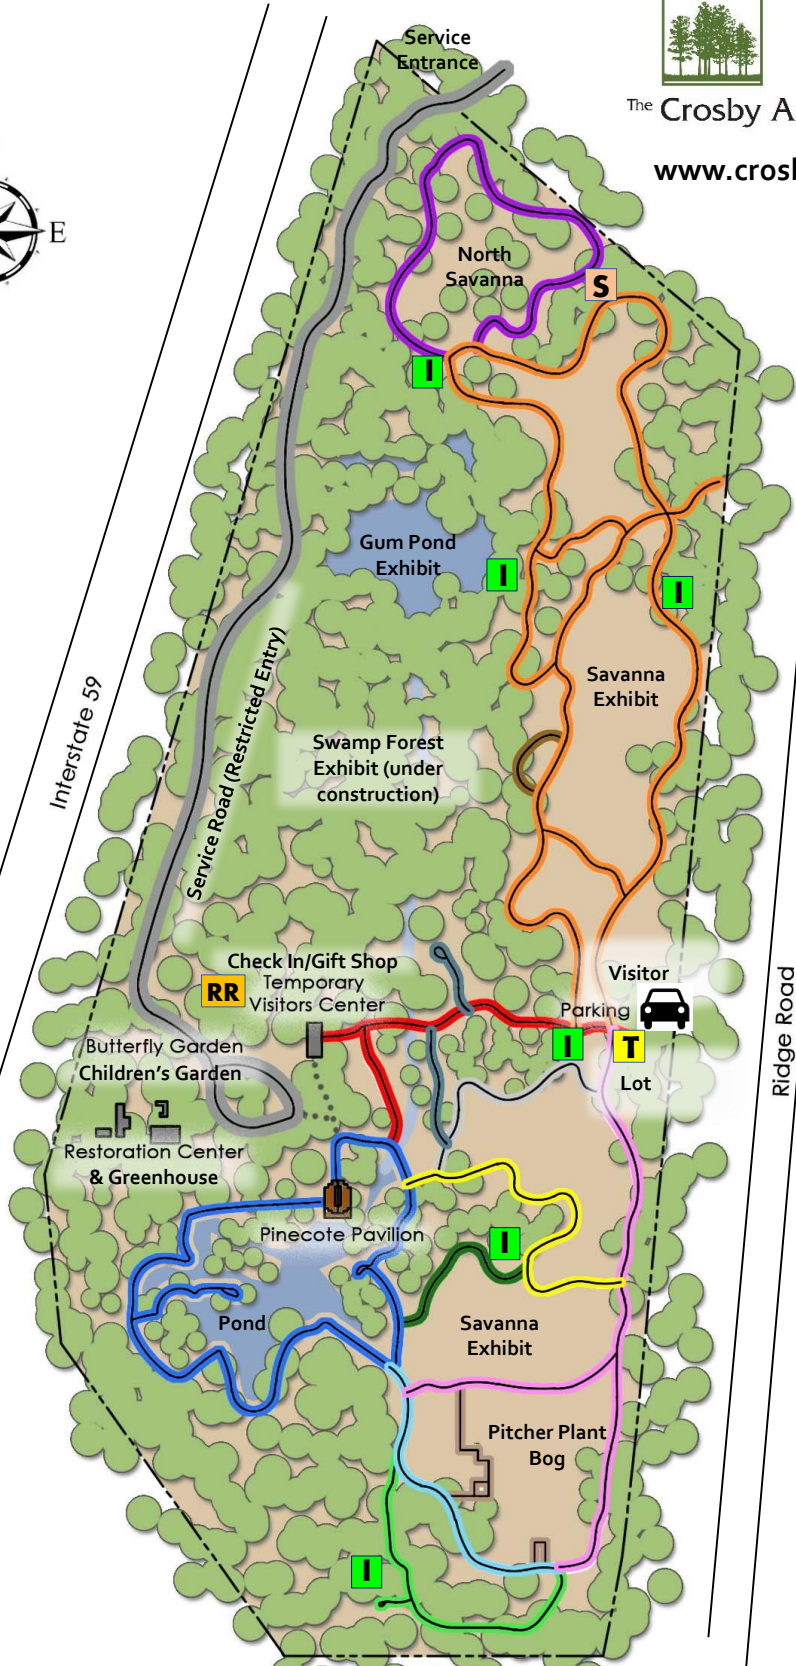 Service
Entrance
The Crosby A
www.crosb
E
North
Savanna
S
I
Gum Pond
Exhibit
I
I
Savanna
Exhibit
Interstate 59
Service Road (Restricted Entry)
Swamp Forest
Exhibit (under
construction)
Check In/Gift Shop
RR
Temporary
Visitors Center
Visitor
Parking
I
T
Lot
Ridge Road
Butterfly Garden
Children's Garden
Restoration Center
& Greenhouse
Pinecote Pavilion
I
Pond
Savanna
Exhibit
Pitcher Plant
Bog
I